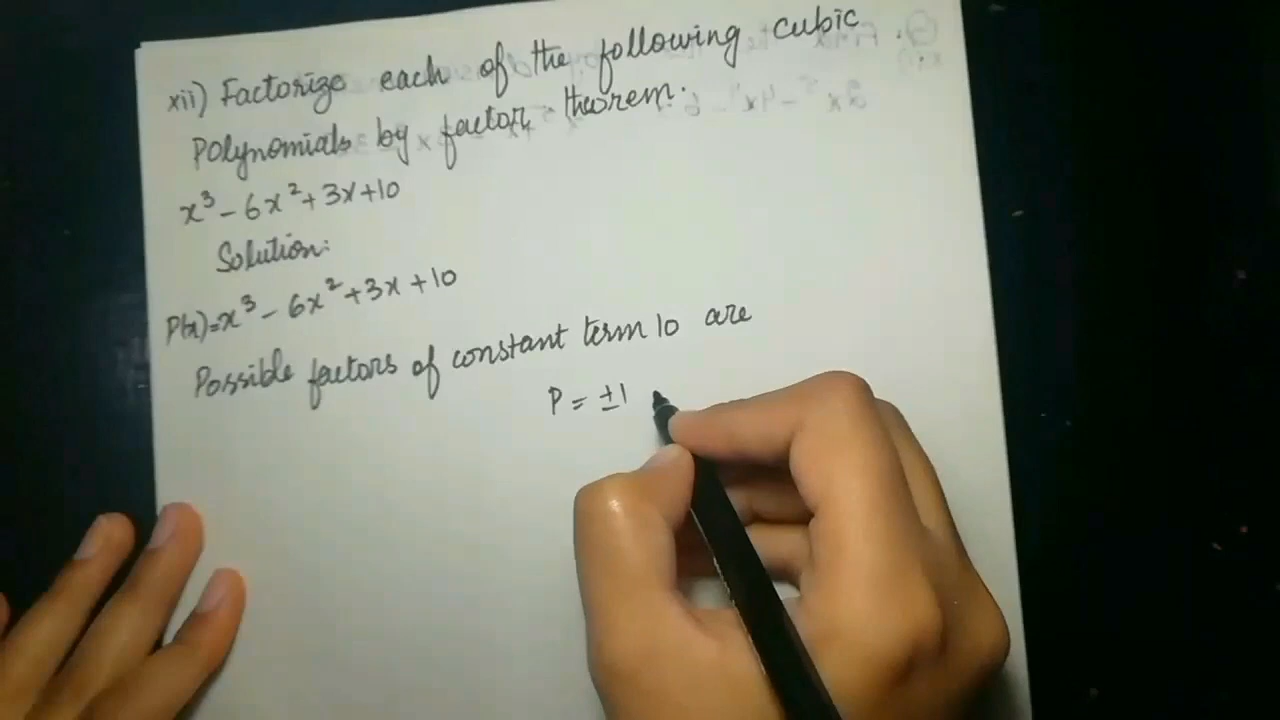 xii) Factorize each of the following cubic
Polynomials by factor theorem.
x³ - 6x² + 3x + 10
Solution:
P(x) = x³ - 6x² + 3x + 10
Possible factors of constant term 10 are
P = ±1